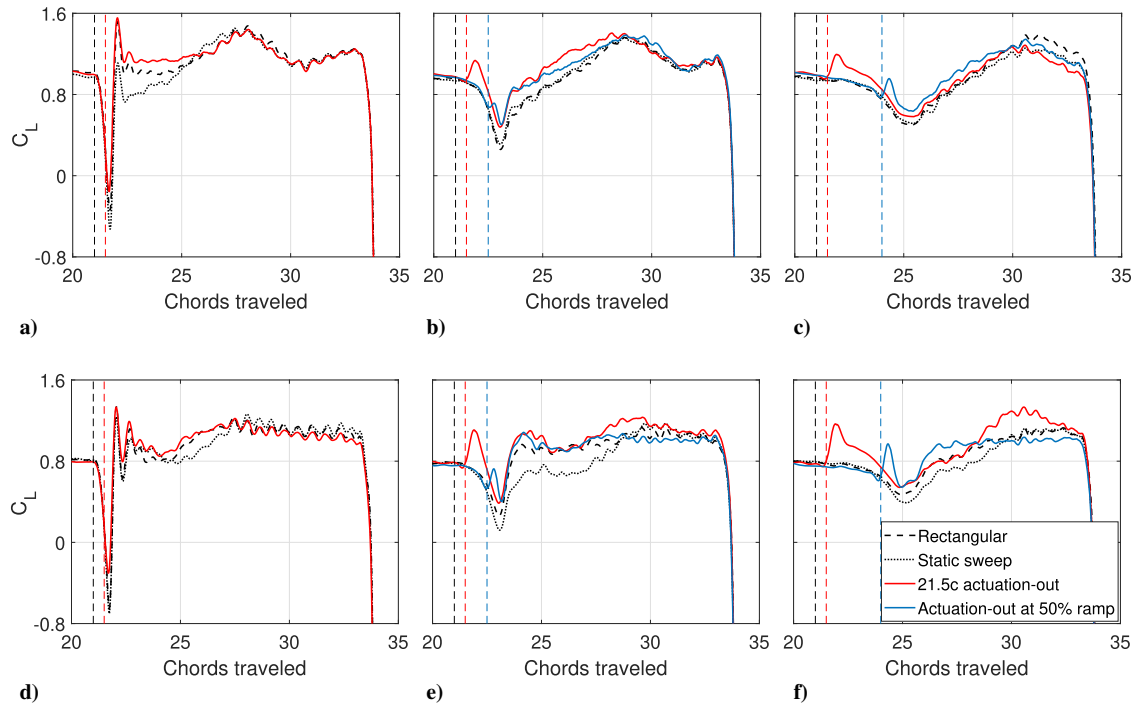 1.6
0.8
0
-0.8
C_L
20 25 30 35
Chords traveled
a)
20 25 30 35
Chords traveled
b)
20 25 30 35
Chords traveled
c)
1.6
0.8
0
-0.8
C_L
20 25 30 35
Chords traveled
d)
20 25 30 35
Chords traveled
e)
Rectangular
Static sweep
21.5c actuation-out
Actuation-out at 50% ramp
20 25 30 35
Chords traveled
f)